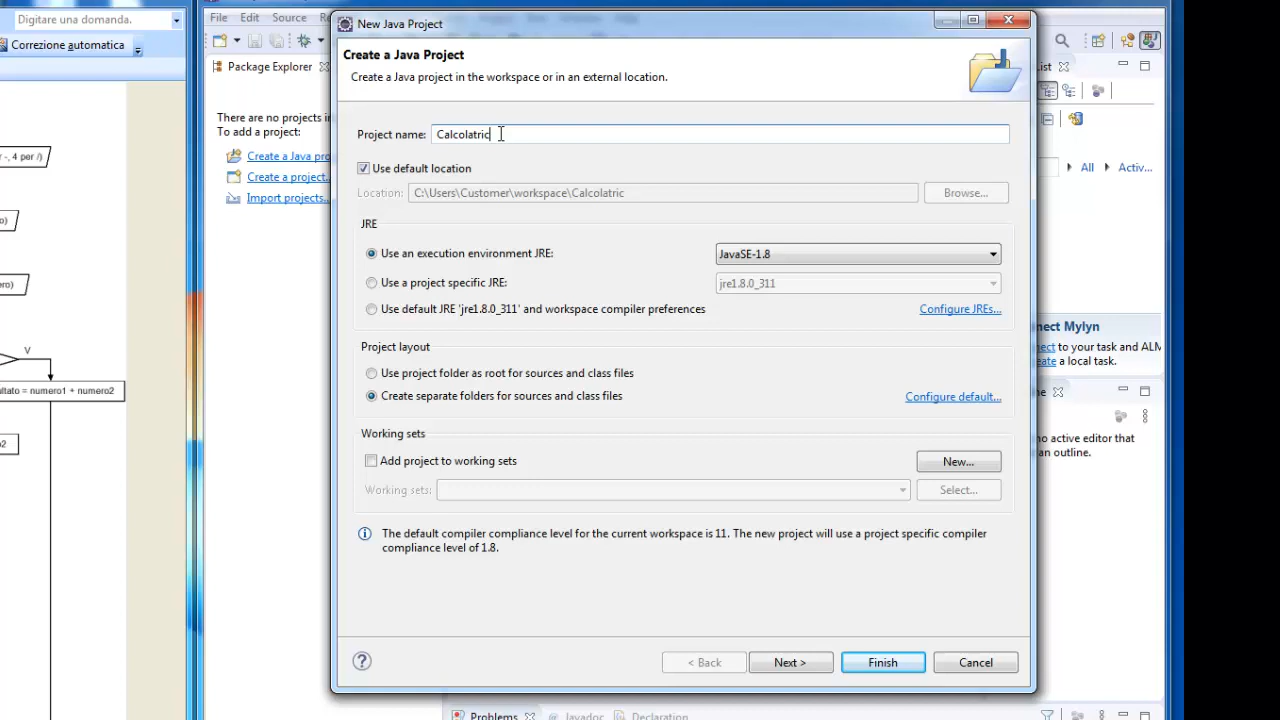 Digitare una domanda.
Correzione automatica
r -, 4 per /)
o)
ero)
V
ltato = numero1 + numero2
o2
File Edit Source
Package Explorer
There are no projects in
To add a project:
Create a Java pro
Create a project..
Import projects..
New Java Project
Create a Java Project
Create a Java project in the workspace or in an external location.
Project name: Calcolatric
Use default location
Location: C:\Users\Customer\workspace\Calcolatric Browse...
JRE
Use an execution environment JRE: JavaSE-1.8
Use a project specific JRE: jre1.8.0_311
Use default JRE 'jre1.8.0_311' and workspace compiler preferences Configure JREs...
Project layout
Use project folder as root for sources and class files
Create separate folders for sources and class files Configure default...
Working sets
Add project to working sets New...
Working sets: Select...
The default compiler compliance level for the current workspace is 11. The new project will use a project specific compiler
compliance level of 1.8.
? < Back Next > Finish Cancel
List
All Activ...
nect Mylyn
nect to your task and ALM
eate a local task.
ne
no active editor that
an outline.
Problems @ Javadoc Declaration